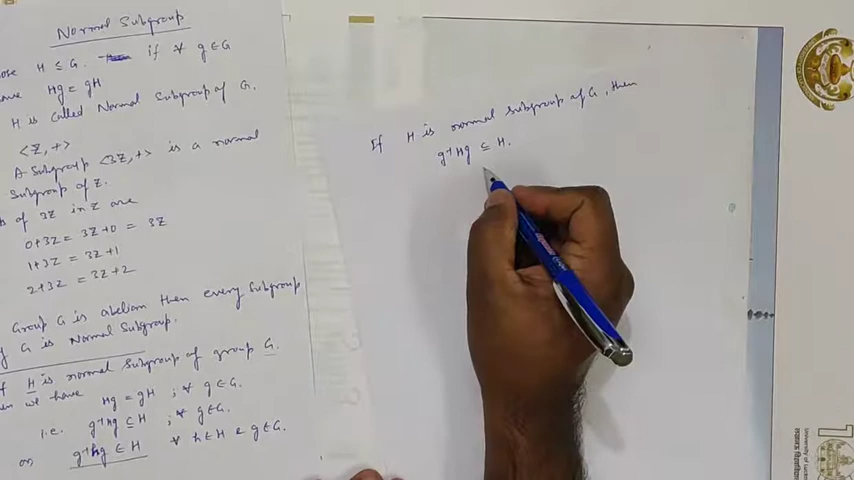 Normal Subgroup
H ≤ G. if ∀ g∈G
Hg = gH
H is called Normal Subgroup of G.
<Z,+>
A Subgroup <3Z,+> is a normal
Subgroup of Z.
of 3Z in Z are
0+3Z = 3Z+0 = 3Z
1+3Z = 3Z+1
2+3Z = 3Z+2
Group G is abelian then every Subgroup
G is Normal Subgroup.
H is normal Subgroup of group G.
we have Hg = gH ; ∀ g∈G.
i.e. g⁻¹Hg ⊆ H ; ∀ g∈G.
or g⁻¹hg ∈ H ∀ h∈H & g∈G.
If H is normal Subgroup of G, then
g⁻¹Hg ⊆ H.